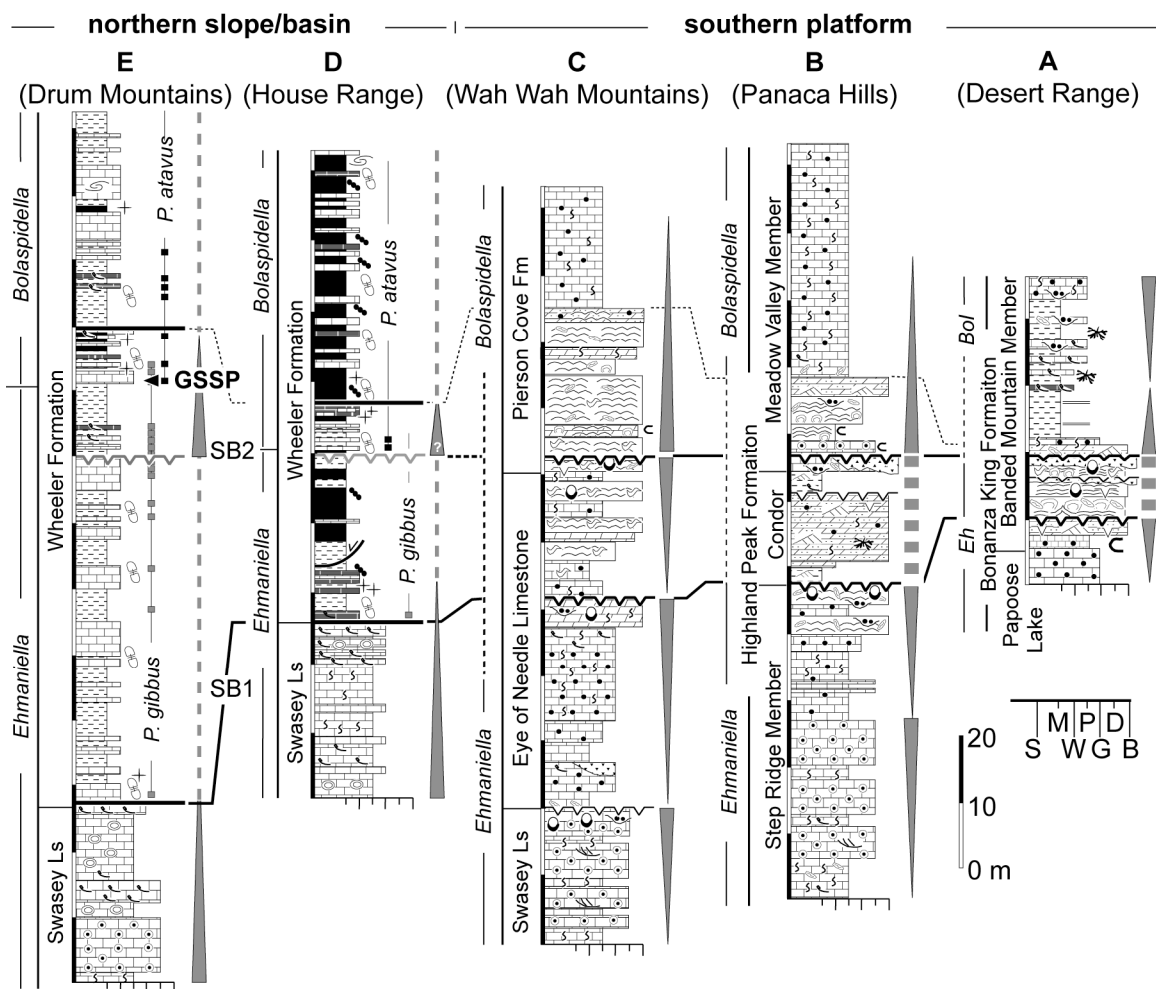 northern slope/basin
southern platform
E
D
C
B
A
(Drum Mountains)
(House Range)
(Wah Wah Mountains)
(Panaca Hills)
(Desert Range)
Bolaspidella
Ehmaniella
Wheeler Formation
Swasey Ls
P. atavus
P. gibbus
GSSP
SB2
SB1
Bolaspidella
Ehmaniella
Wheeler Formation
Swasey Ls
P. atavus
P. gibbus
?
Bolaspidella
Ehmaniella
Pierson Cove Fm
Eye of Needle Limestone
Swasey Ls
Bolaspidella
Ehmaniella
Highland Peak Formaiton
Meadow Valley Member
Condor
Step Ridge Member
Bol
Eh
Bonanza King Formaiton
Banded Mountain Member
Papoose
Lake
M P D
S W G B
20
10
0 m